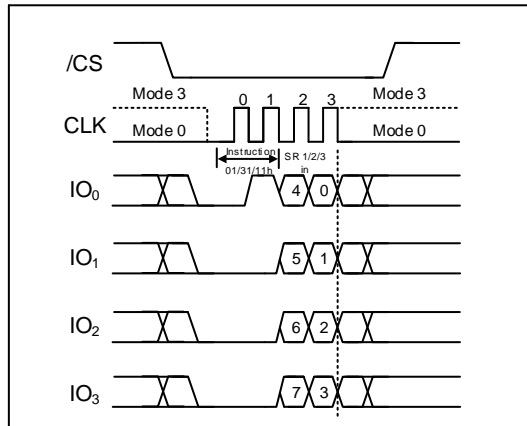 /CS
Mode 3 0 1 2 3 Mode 3
CLK Mode 0 Mode 0
Instruction SR 1/2/3
01/31/11h in
IO0 4 0
IO1 5 1
IO2 6 2
IO3 7 3